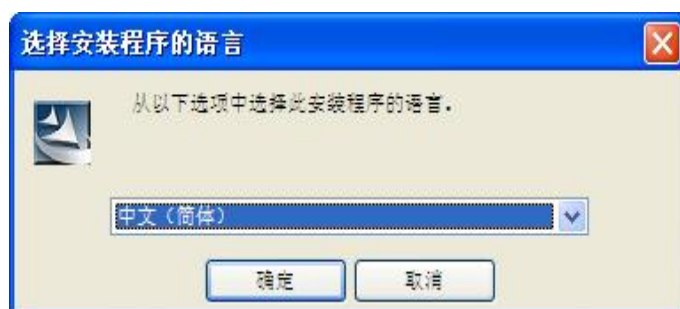 选择安装程序的语言
从以下选项中选择此安装程序的语言.
中文（简体）
确定
取消